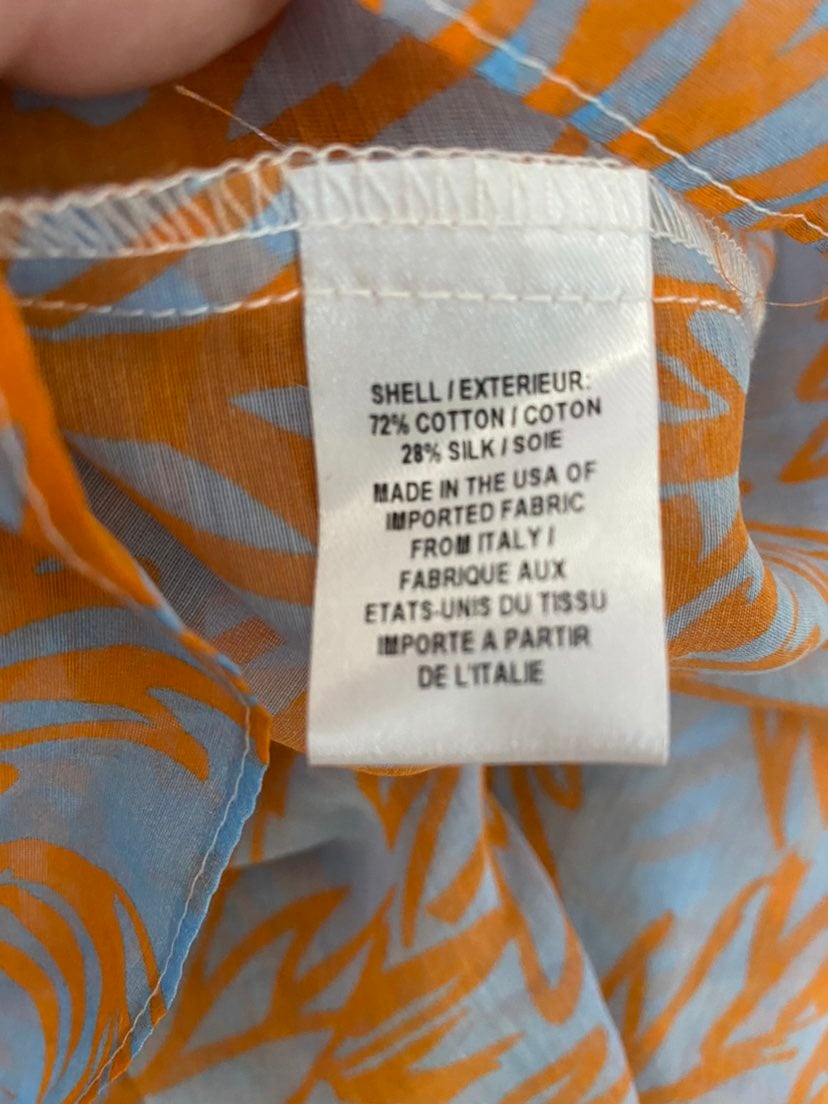 SHELL / EXTERIEUR:
72% COTTON / COTON
28% SILK / SOIE
MADE IN THE USA OF
IMPORTED FABRIC
FROM ITALY /
FABRIQUE AUX
ETATS-UNIS DU TISSU
IMPORTE A PARTIR
DE L'ITALIE